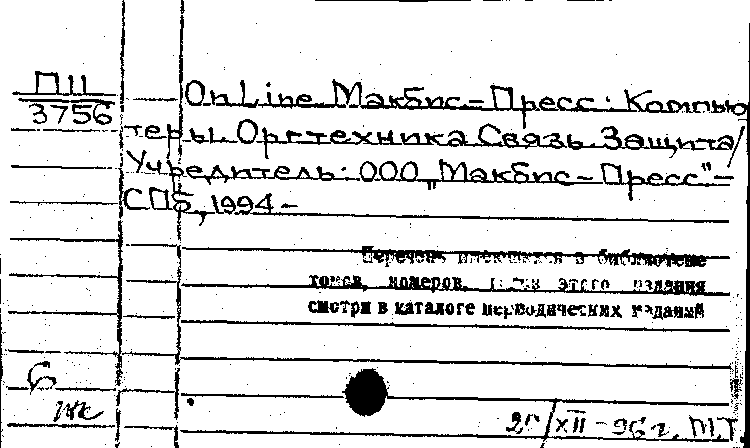 П11
3756
OnLine Макбис-Пресс: Компью
теры. Оргтехника Связь. Защита/
Учредитель: ООО „Макбис-Пресс"-
СПб, 1994-
Перечень имеющихся в библиотеке
томов, номеров, этого издания
смотри в каталоге периодических изданий
XII-96г.